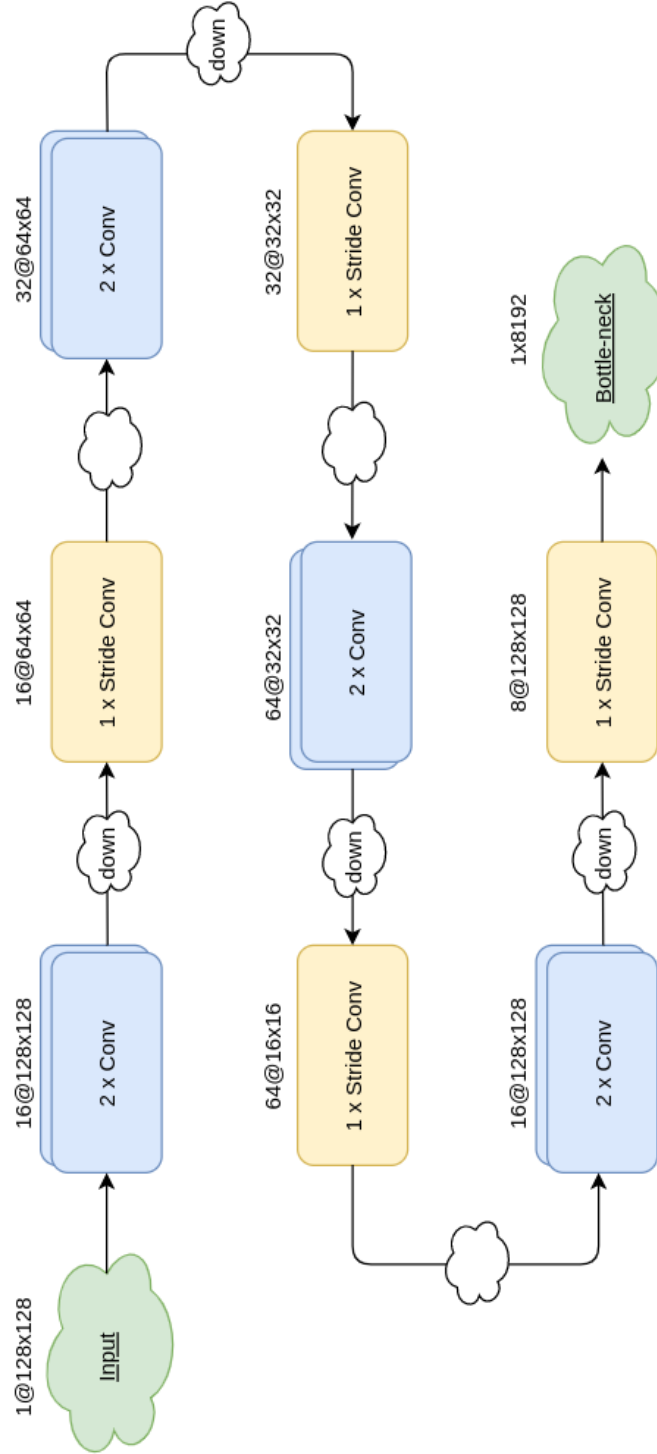 1@128x128
Input
16@128x128
2 x Conv
down
16@64x64
1 x Stride Conv
32@64x64
2 x Conv
down
32@32x32
1 x Stride Conv
64@32x32
2 x Conv
down
64@16x16
1 x Stride Conv
16@128x128
2 x Conv
down
8@128x128
1 x Stride Conv
1x8192
Bottle-neck